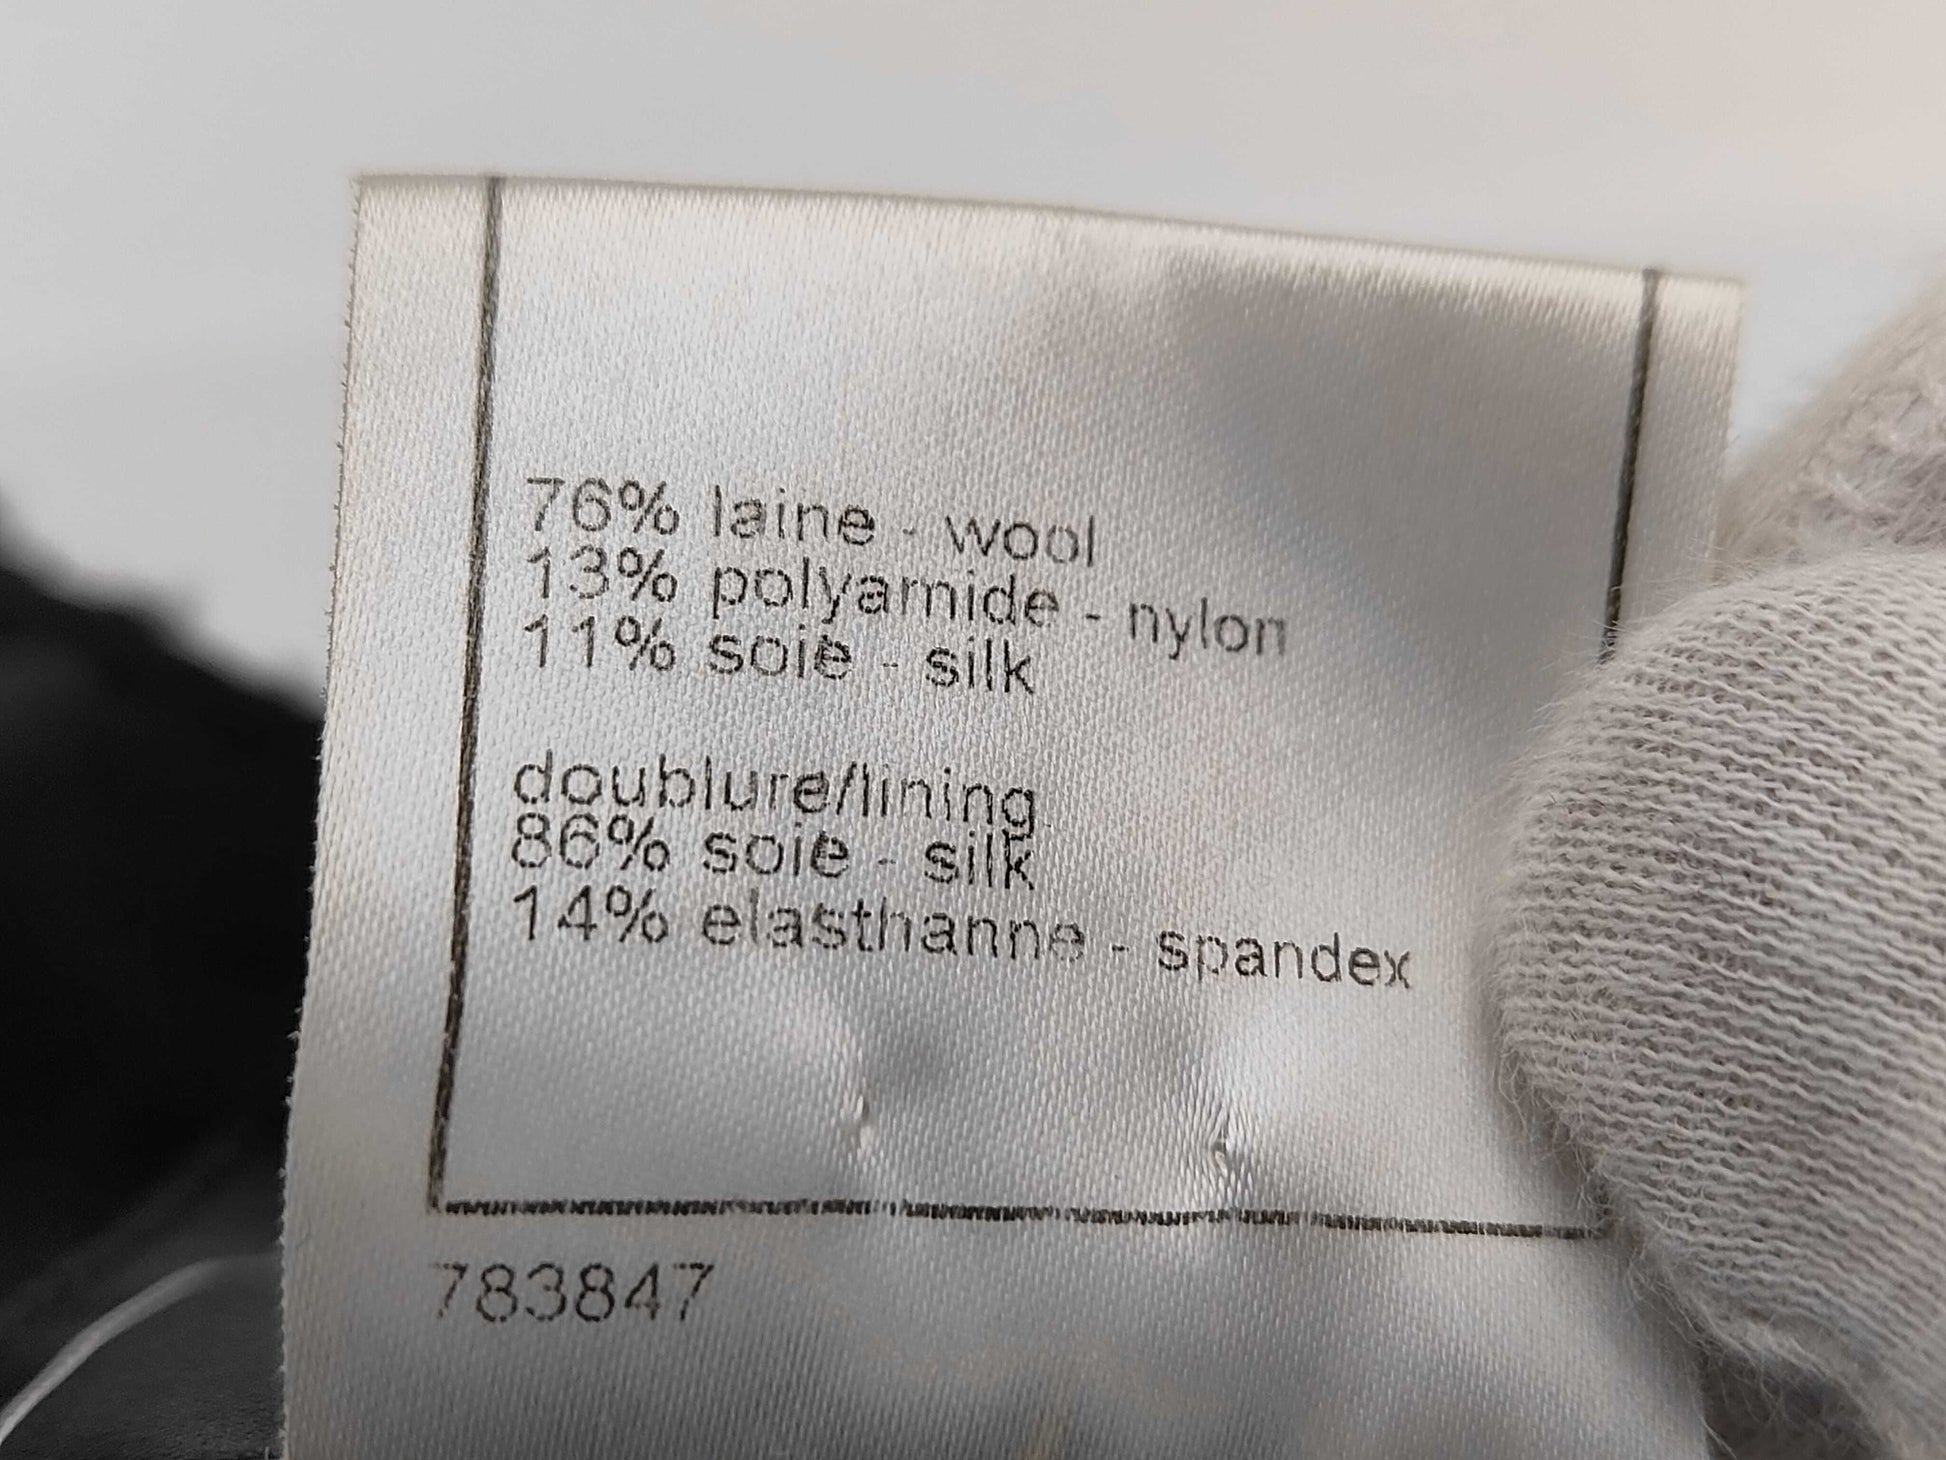 76% laine - wool
13% polyamide - nylon
11% soie - silk
doublure/lining
86% soie - silk
14% elasthanne - spandex
783847